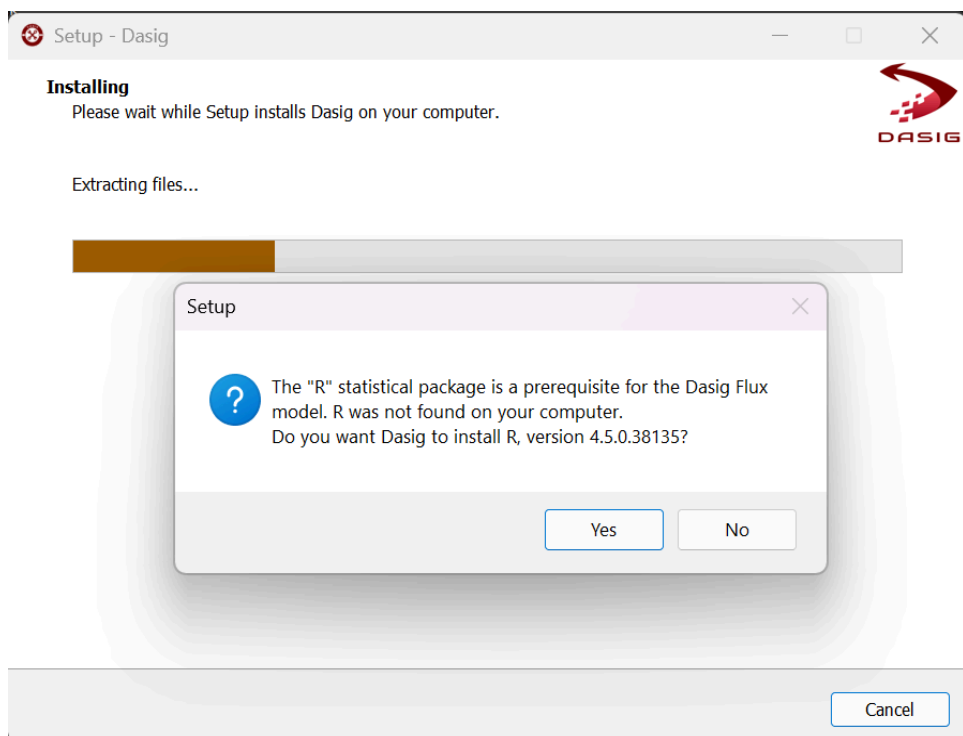 Setup - Dasig
Installing
Please wait while Setup installs Dasig on your computer.
DASIG
Extracting files...
Setup
The "R" statistical package is a prerequisite for the Dasig Flux
model. R was not found on your computer.
Do you want Dasig to install R, version 4.5.0.38135?
Yes
No
Cancel